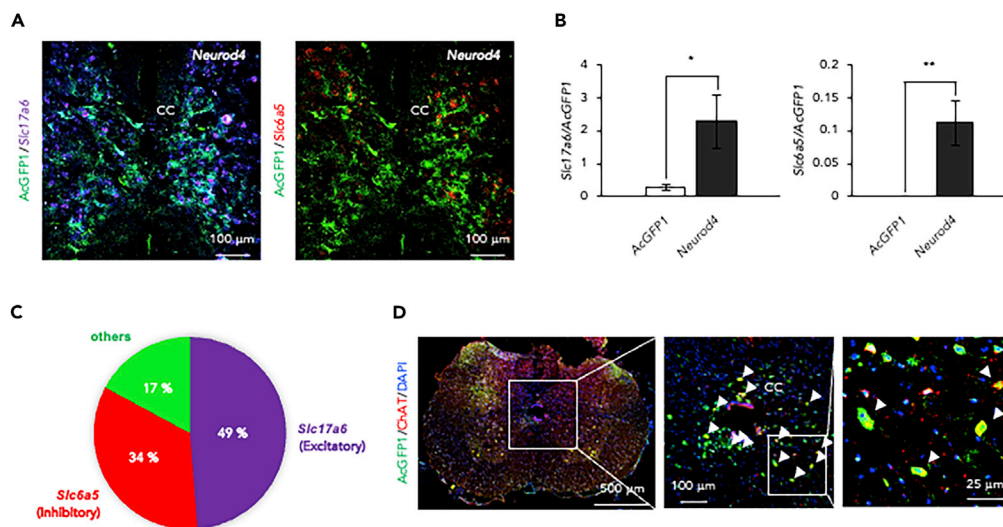 A
AcGFP1/Slc17a6
Neurod4
CC
100 µm
AcGFP1/Slc6a5
Neurod4
CC
100 µm
B
Slc17a6/AcGFP1
4
3
2
1
0
*
AcGFP1
Neurod4
Slc6a5/AcGFP1
0.2
0.15
0.1
0.05
0
**
AcGFP1
Neurod4
C
others
17 %
49 %
34 %
Slc17a6
(Excitatory)
Slc6a5
(Inhibitory)
D
AcGFP1/ChAT/DAPI
500 µm
CC
100 µm
25 µm